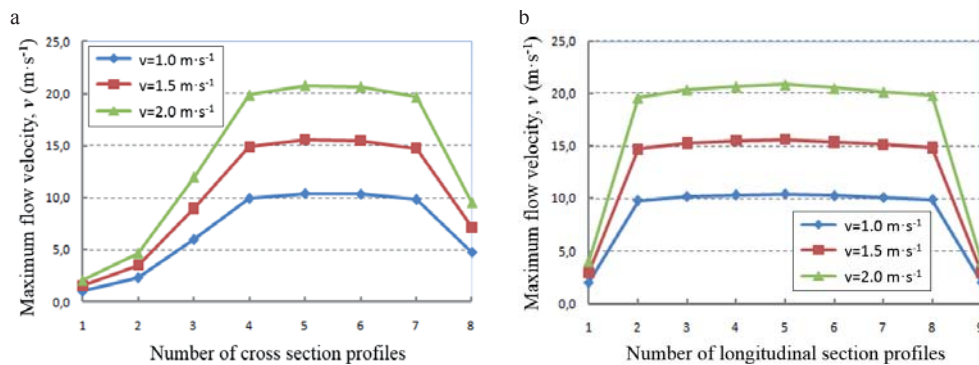 a
Maximum flow velocity, v (m·s⁻¹)
25,0
20,0
15,0
10,0
5,0
0,0
v=1.0 m·s⁻¹
v=1.5 m·s⁻¹
v=2.0 m·s⁻¹
1 2 3 4 5 6 7 8
Number of cross section profiles
b
Maximum flow velocity, v (m·s⁻¹)
25,0
20,0
15,0
10,0
5,0
0,0
v=1.0 m·s⁻¹
v=1.5 m·s⁻¹
v=2.0 m·s⁻¹
1 2 3 4 5 6 7 8 9
Number of longitudinal section profiles